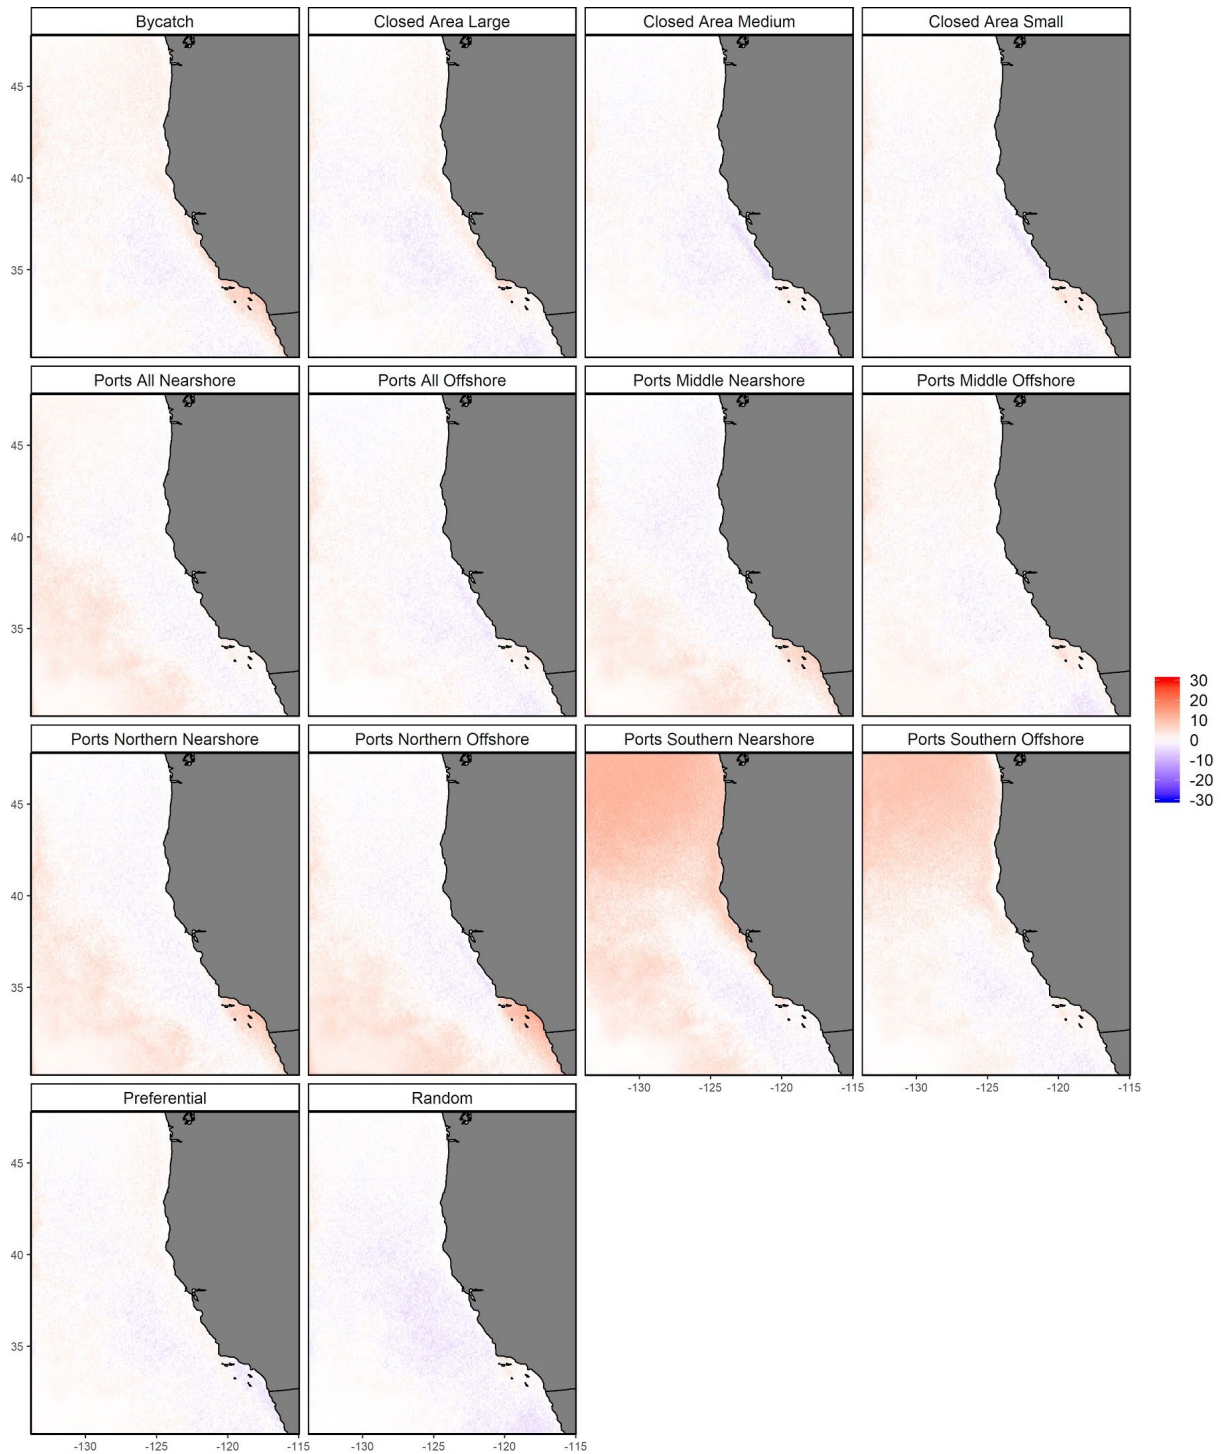 Bycatch
Closed Area Large
Closed Area Medium
Closed Area Small
45
40
35
Ports All Nearshore
Ports All Offshore
Ports Middle Nearshore
Ports Middle Offshore
45
40
35
30
20
10
0
-10
-20
-30
Ports Northern Nearshore
Ports Northern Offshore
Ports Southern Nearshore
Ports Southern Offshore
45
40
35
-130 -125 -120 -115
-130 -125 -120 -115
Preferential
Random
45
40
35
-130 -125 -120 -115
-130 -125 -120 -115